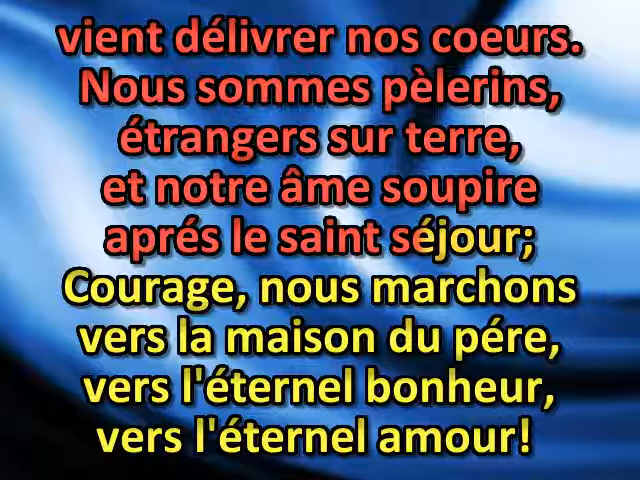 vient délivrer nos coeurs.
Nous sommes pèlerins,
étrangers sur terre,
et notre âme soupire
aprés le saint séjour;
Courage, nous marchons
vers la maison du pére,
vers l'éternel bonheur,
vers l'éternel amour!